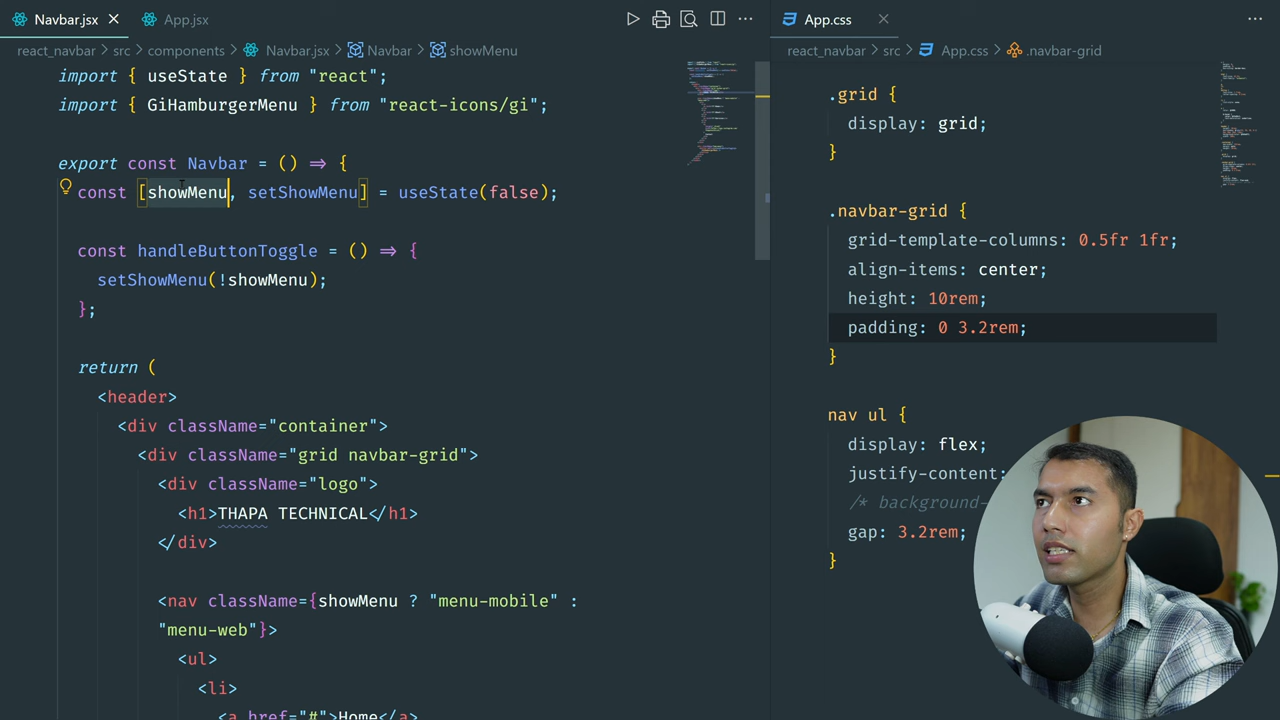 Navbar.jsx
App.jsx
react_navbar > src > components > Navbar.jsx > Navbar > showMenu
import { useState } from "react";
import { GiHamburgerMenu } from "react-icons/gi";
export const Navbar = () => {
const [showMenu, setShowMenu] = useState(false);
const handleButtonToggle = () => {
setShowMenu(!showMenu);
};
return (
<header>
<div className="container">
<div className="grid navbar-grid">
<div className="logo">
<h1>THAPA TECHNICAL</h1>
</div>
<nav className={showMenu ? "menu-mobile" :
"menu-web"}>
<ul>
<li>
<a href="#">Home</a>
App.css
react_navbar > src > App.css > .navbar-grid
.grid {
display: grid;
}
.navbar-grid {
grid-template-columns: 0.5fr 1fr;
align-items: center;
height: 10rem;
padding: 0 3.2rem;
}
nav ul {
display: flex;
justify-content:
/* background-
gap: 3.2rem;
}